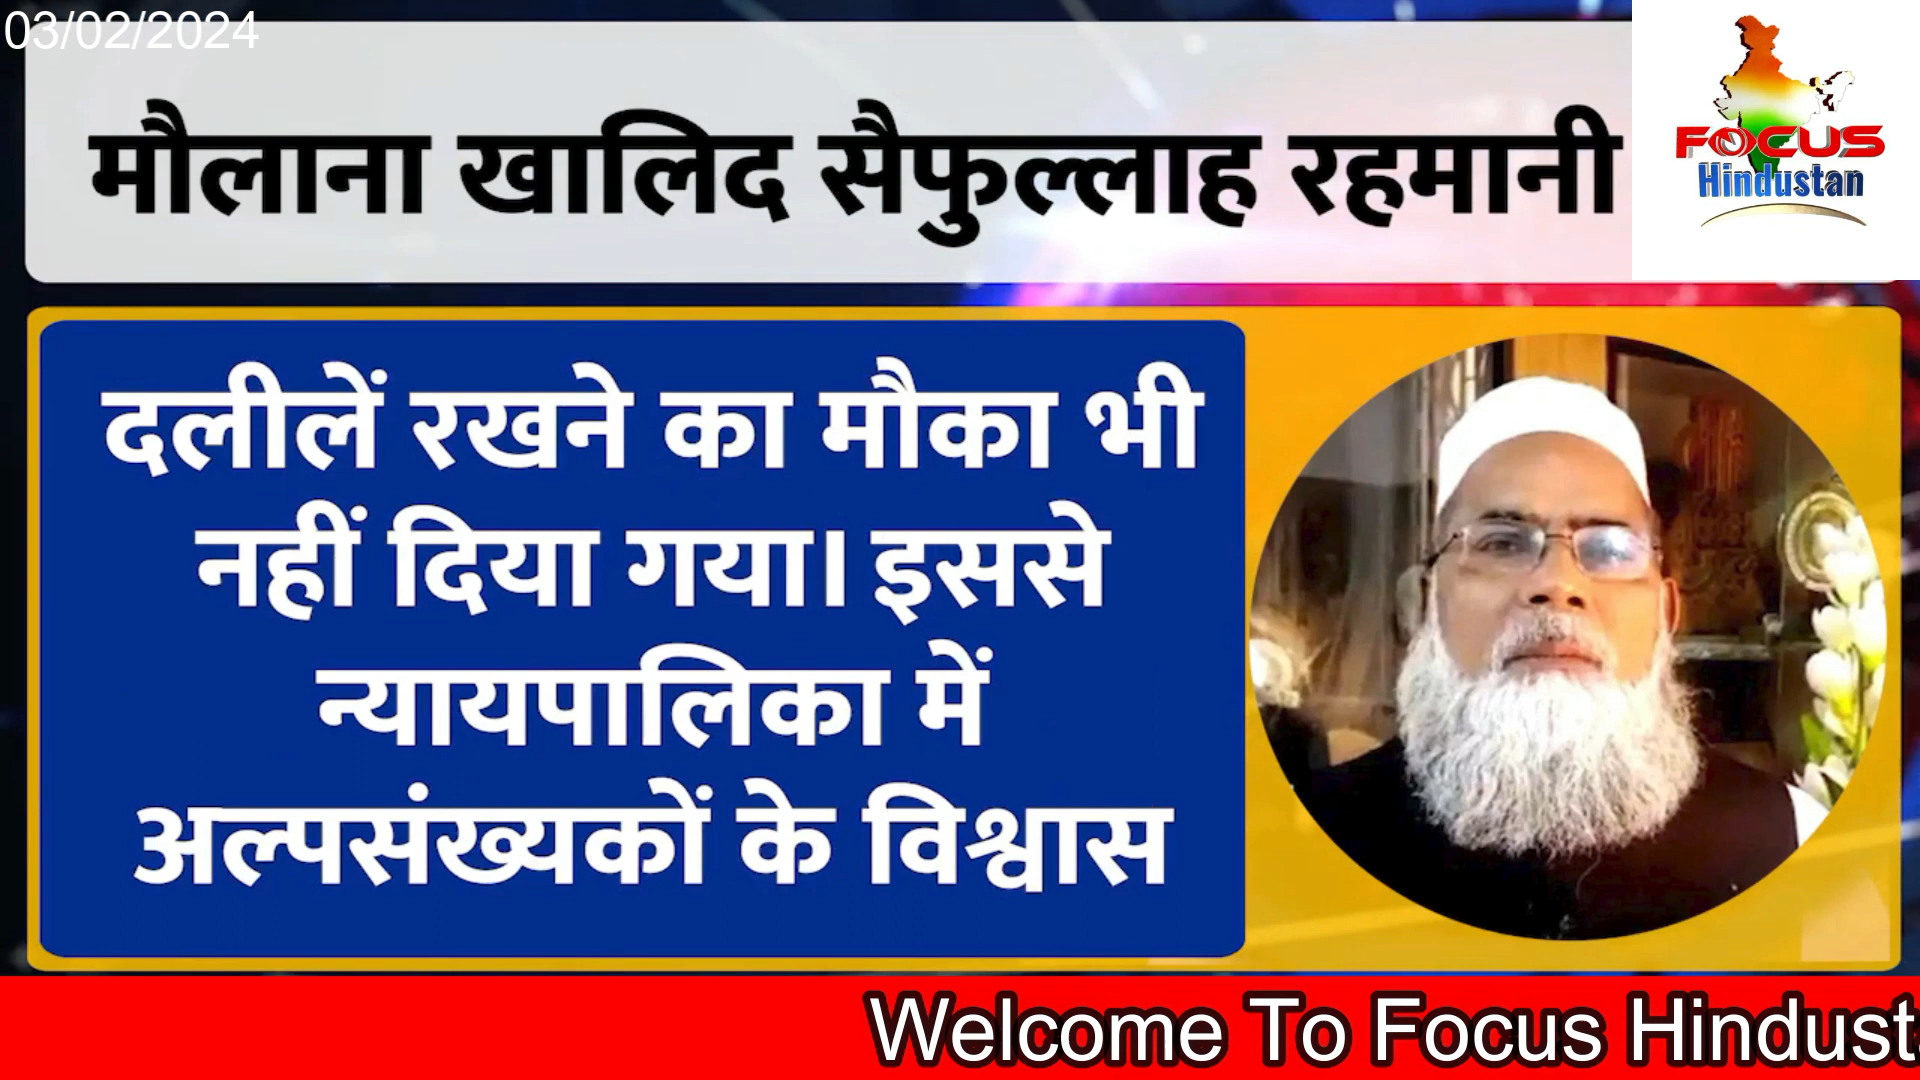 03/02/2024
मौलाना खालिद सैफुल्लाह रहमानी
FOCUS
Hindustan
दलीलें रखने का मौका भी
नहीं दिया गया। इससे
न्यायपालिका में
अल्पसंख्यकों के विश्वास
Welcome To Focus Hindust